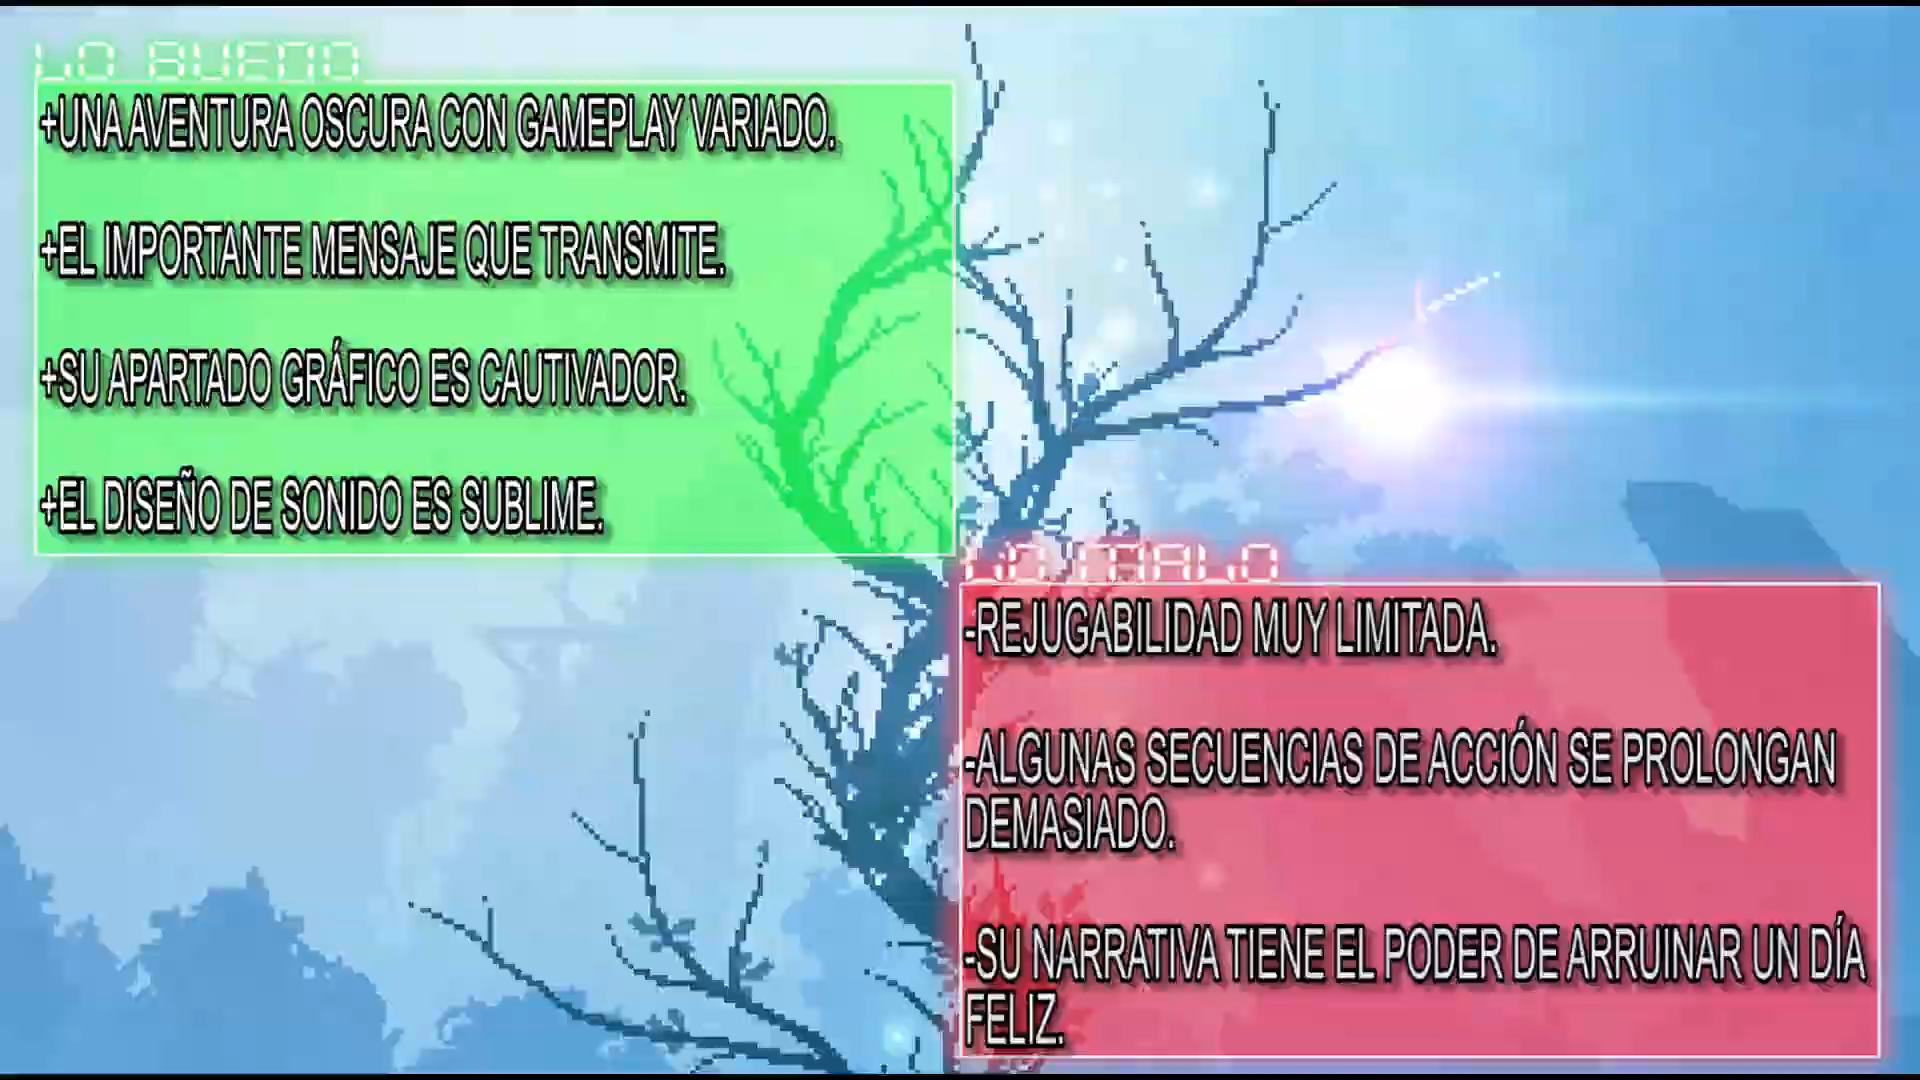 LO BUENO
+UNA AVENTURA OSCURA CON GAMEPLAY VARIADO.
+EL IMPORTANTE MENSAJE QUE TRANSMITE.
+SU APARTADO GRÁFICO ES CAUTIVADOR.
+EL DISEÑO DE SONIDO ES SUBLIME.
LO MALO
-REJUGABILIDAD MUY LIMITADA.
-ALGUNAS SECUENCIAS DE ACCIÓN SE PROLONGAN
DEMASIADO.
-SU NARRATIVA TIENE EL PODER DE ARRUINAR UN DÍA
FELIZ.